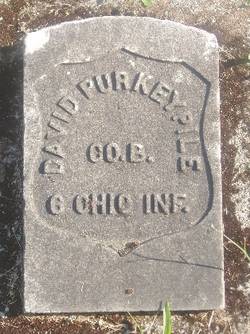 DAVID PURKEYPILE
CO.B.
6 OHIO INF.